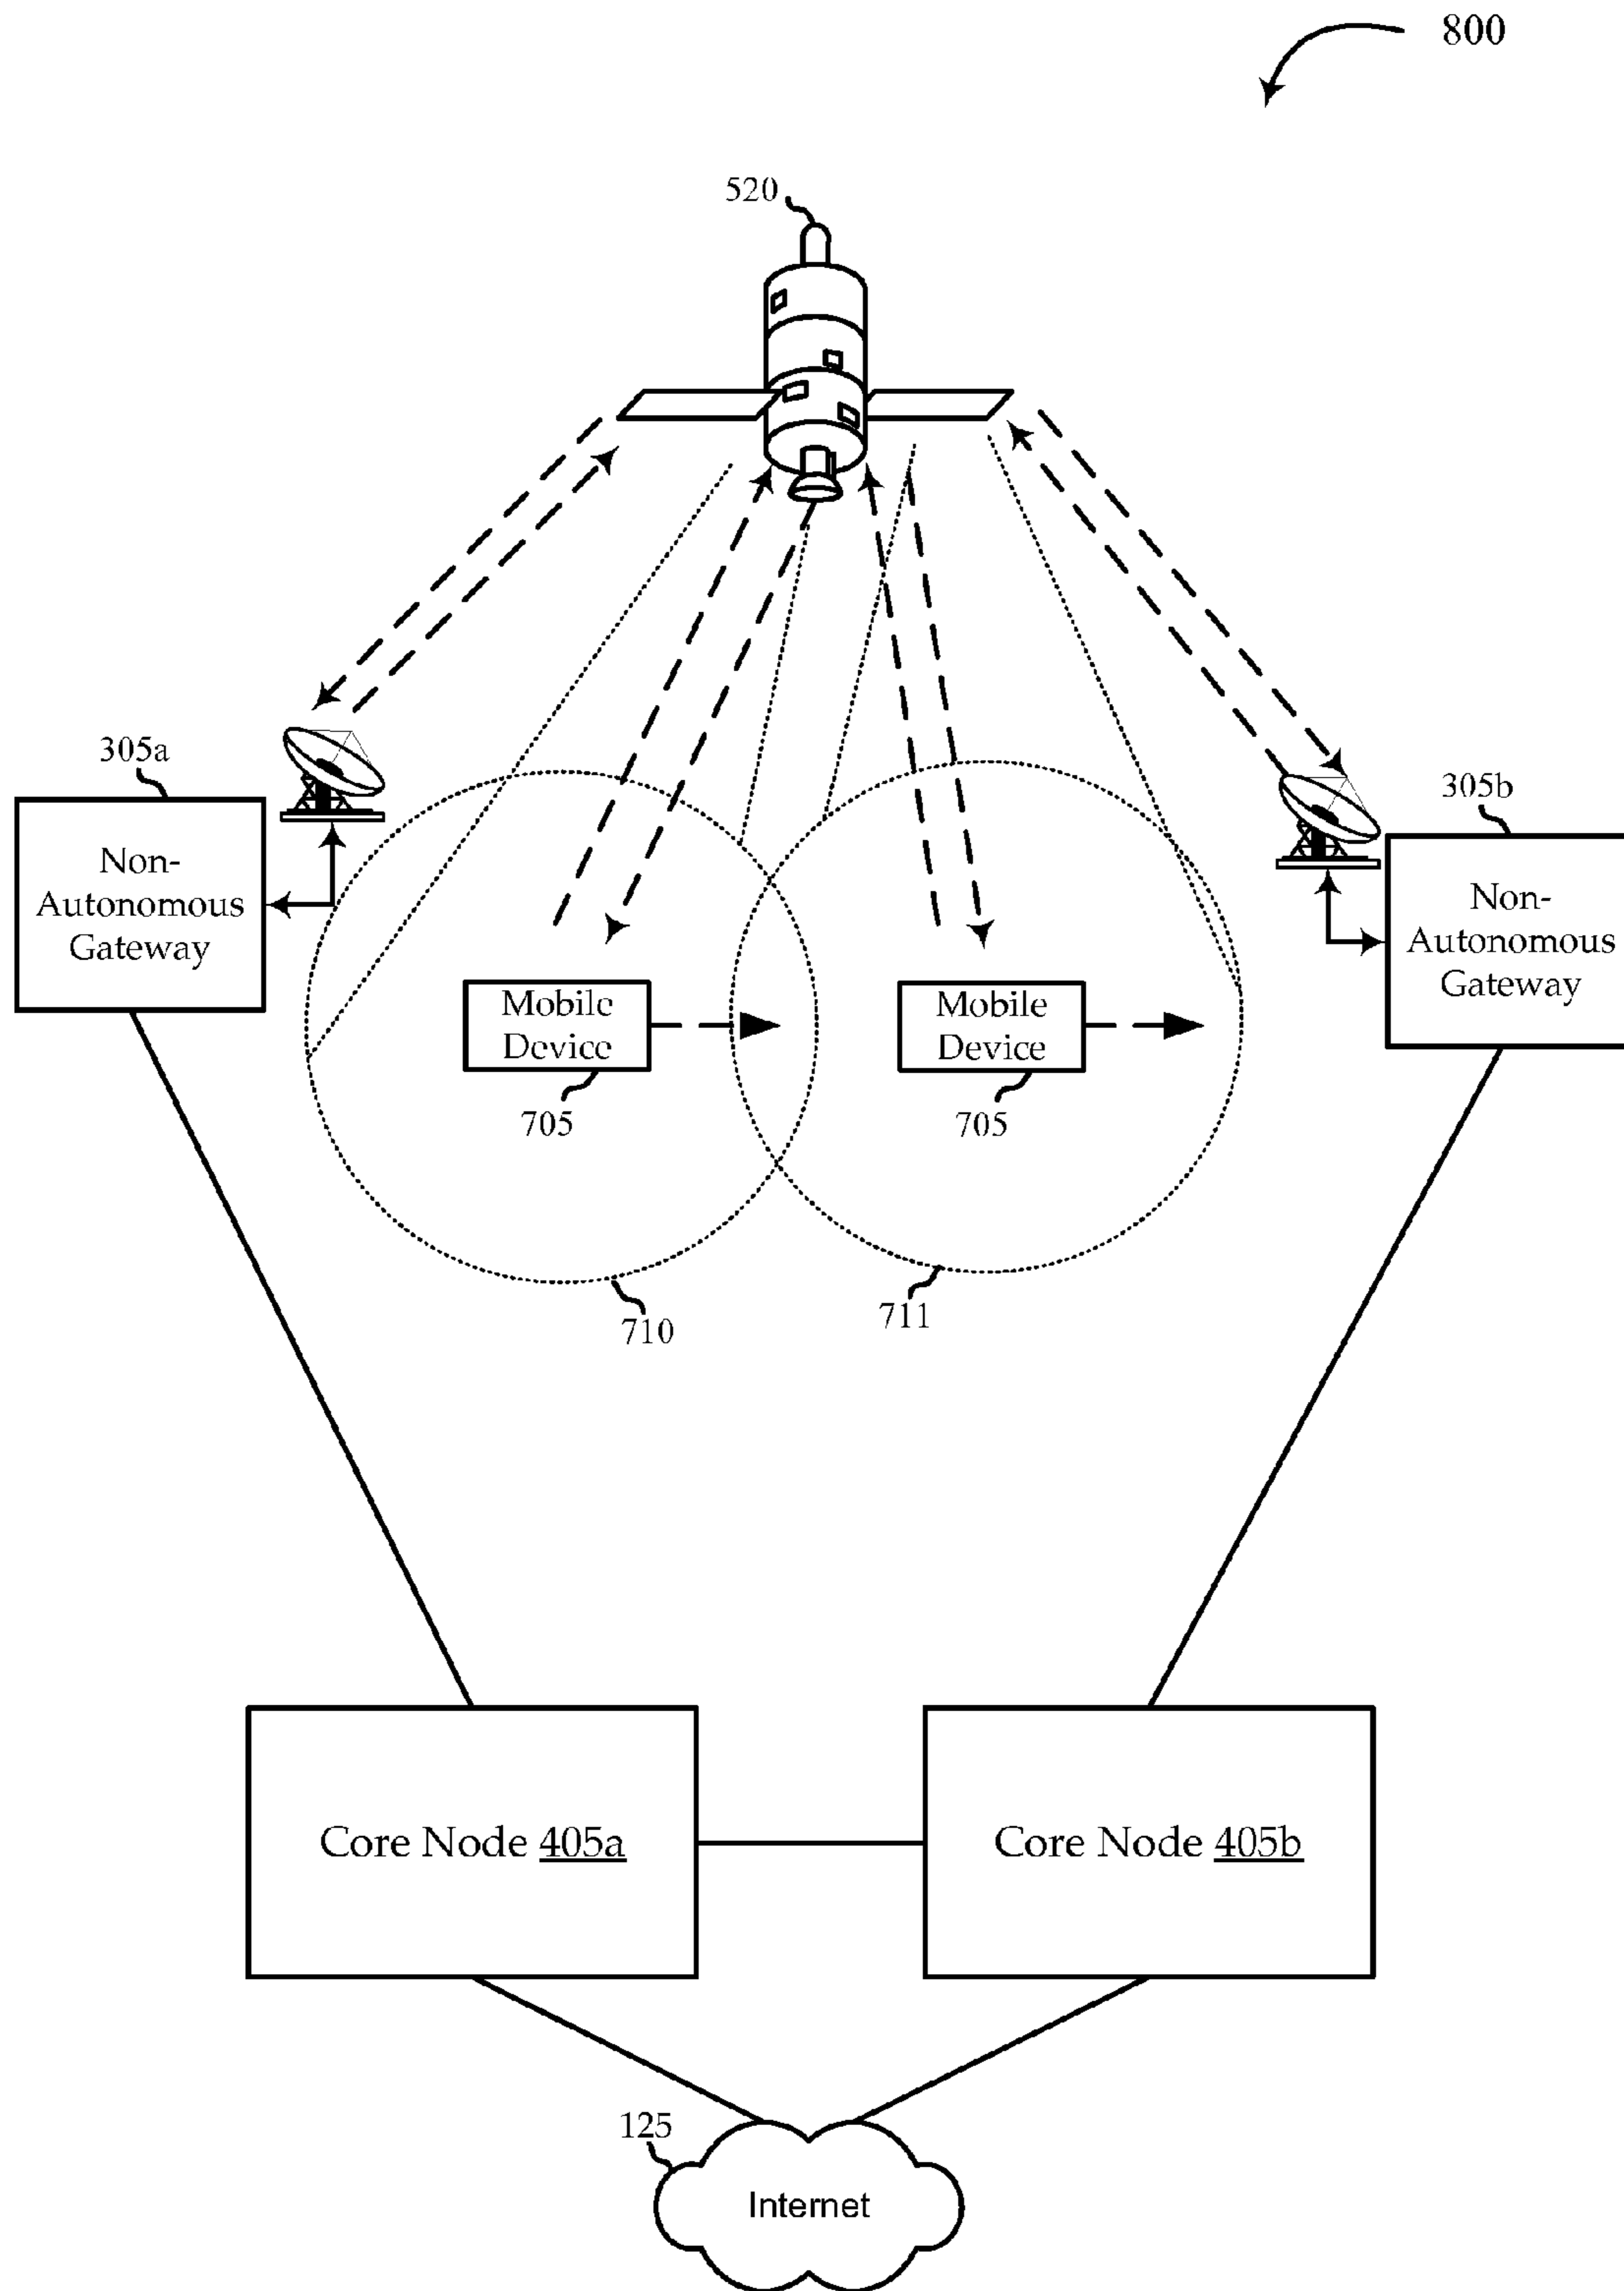 800
520
305a
305b
Non-
Autonomous
Gateway
Non-
Autonomous
Gateway
Mobile
Device
Mobile
Device
705
705
710
711
Core Node 405a
Core Node 405b
125
Internet